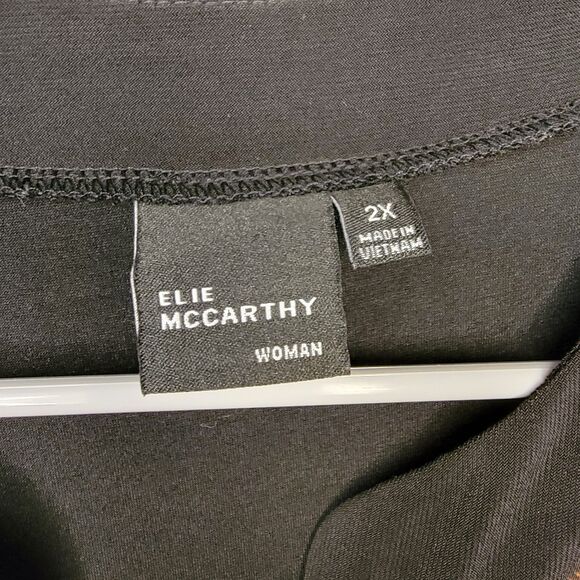 ELIE
MCCARTHY
WOMAN
2X
MADE IN
VIETNAM